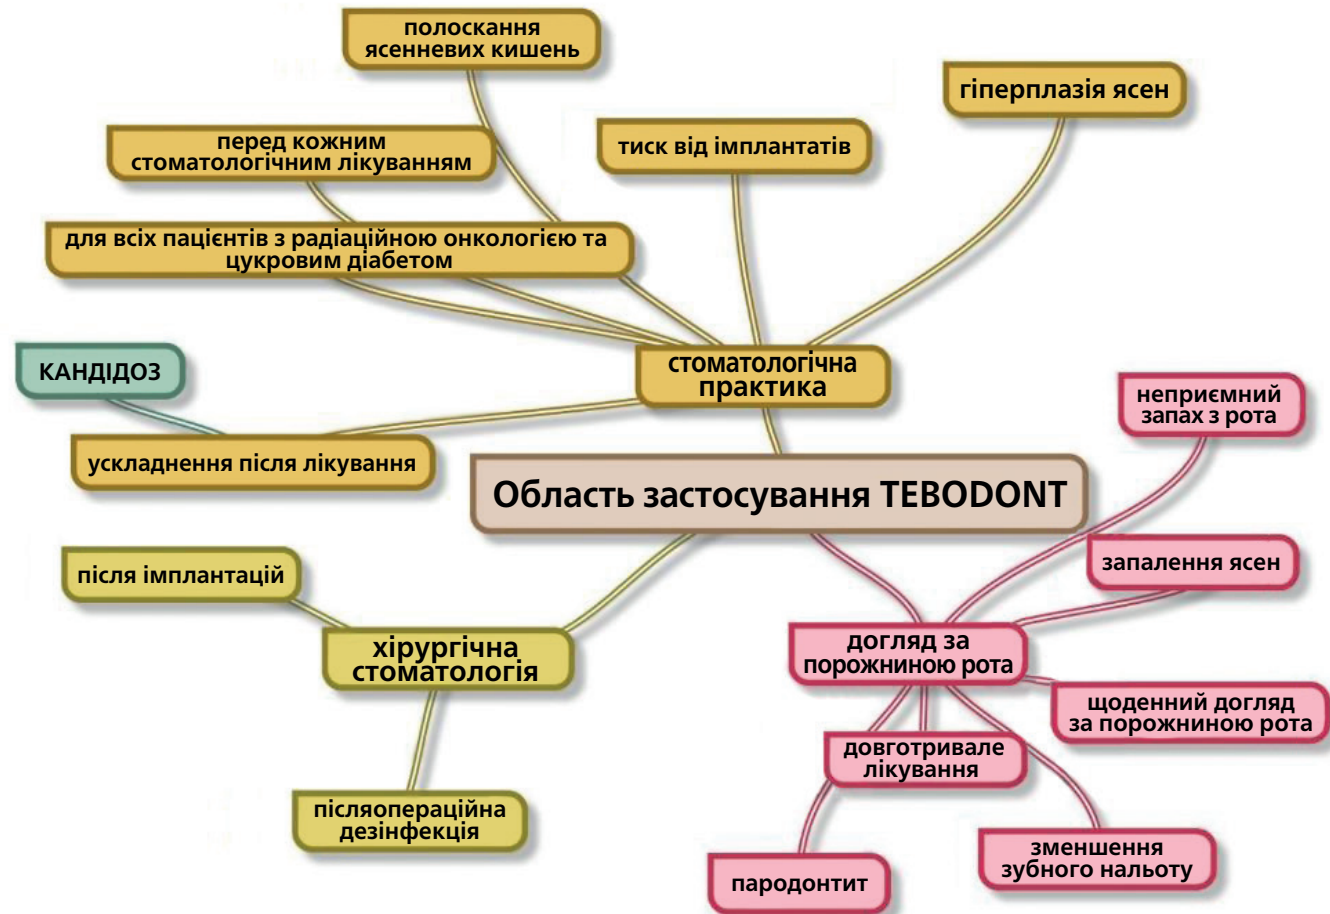 полоскання
ясенневих кишень
гіперплазія ясен
перед кожним
стоматологічним лікуванням
тиск від імплантатів
для всіх пацієнтів з радіаційною онкологією та
цукровим діабетом
КАНДІДОЗ
стоматологічна
практика
неприємний
запах з рота
ускладнення після лікування
Область застосування TEBODONT
після імплантацій
запалення ясен
хірургічна
стоматологія
догляд за
порожниною рота
щоденний догляд
за порожниною рота
довготривале
лікування
післяопераційна
дезінфекція
зменшення
зубного нальоту
пародонтит